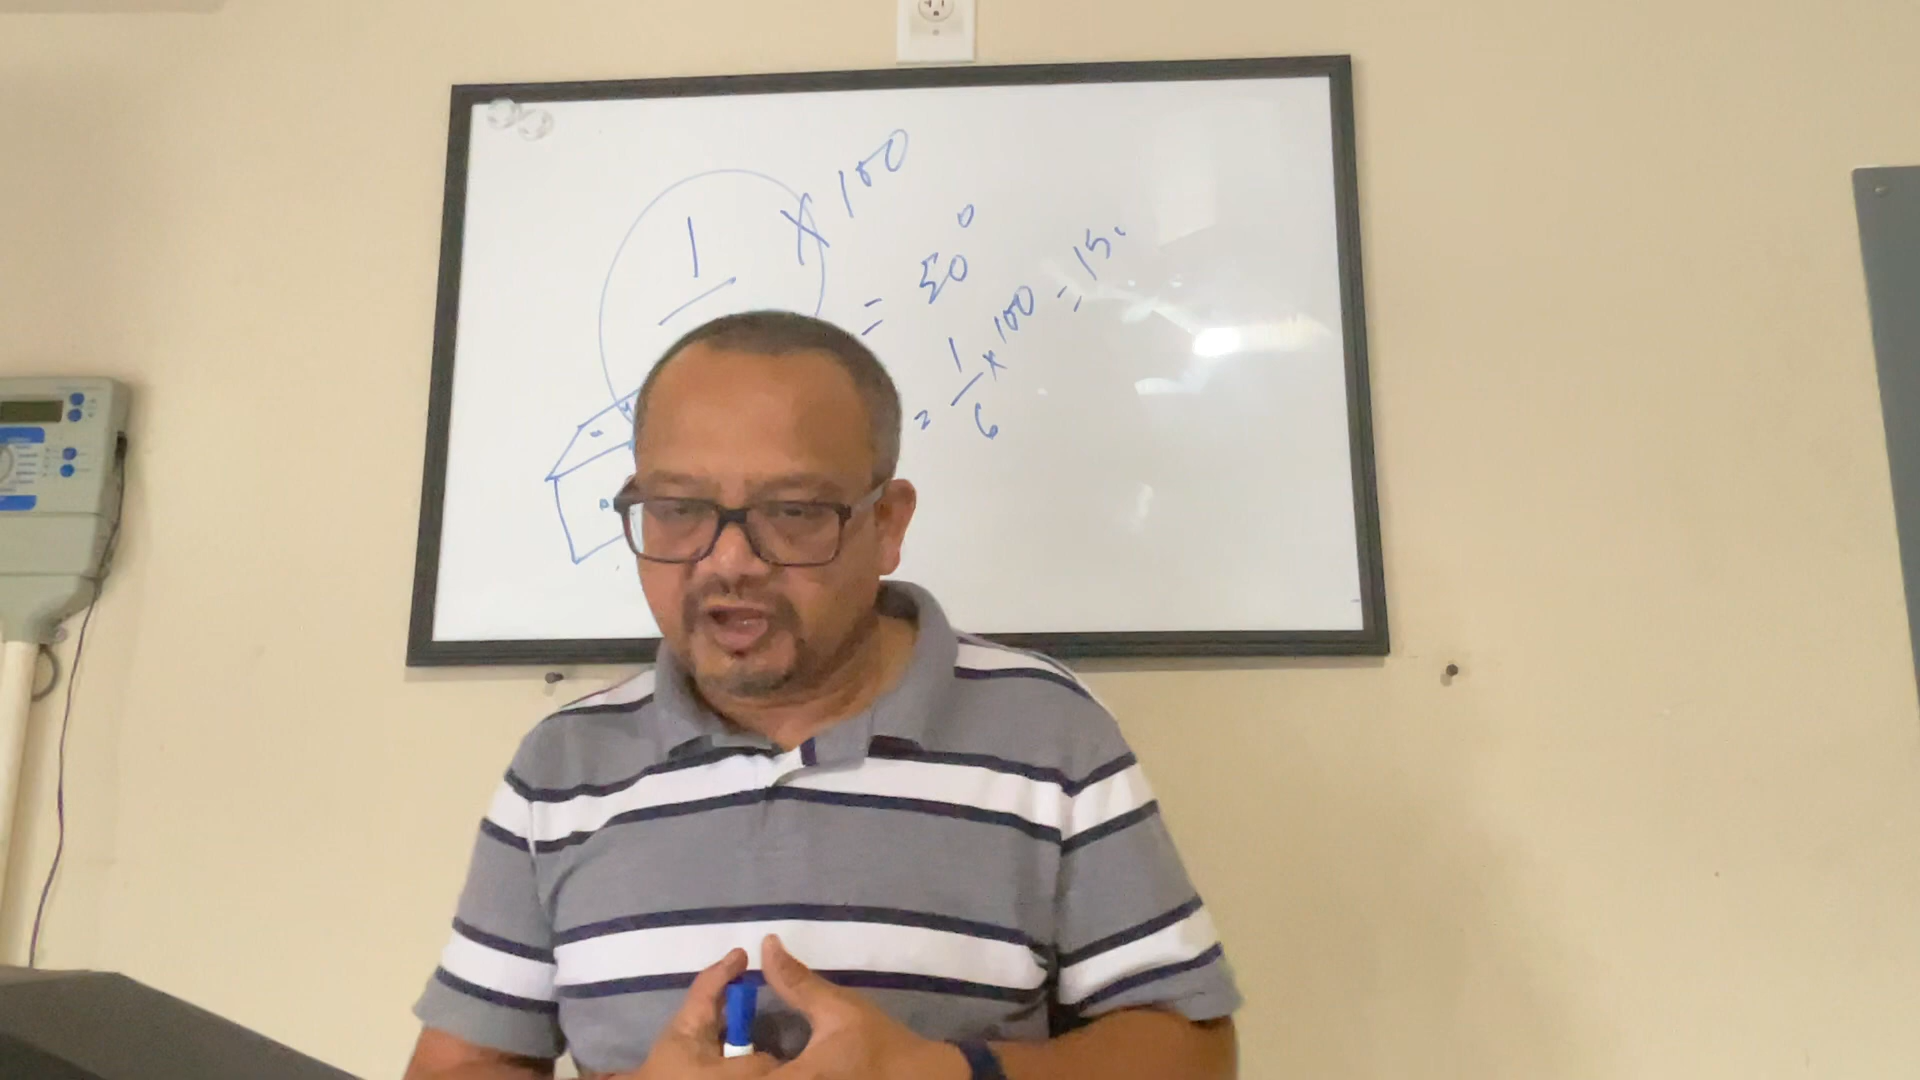 1 × 100
= 50
= 1/6 × 100 = 15.